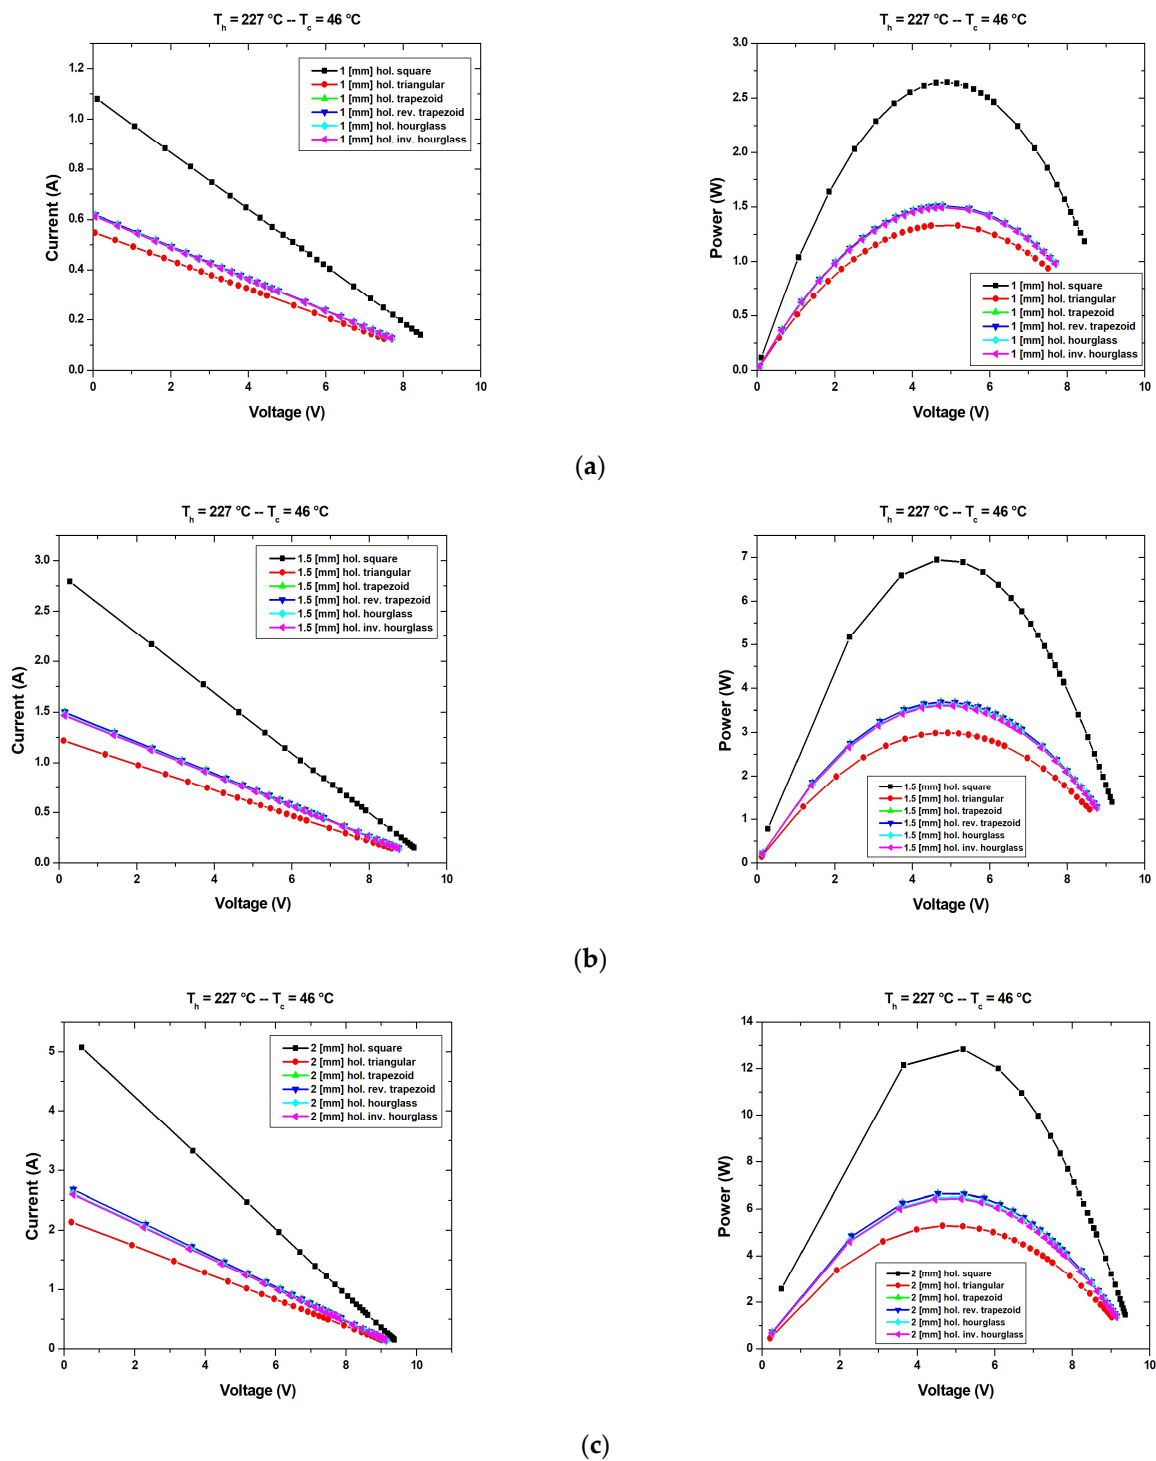 T_h = 227 °C -- T_c = 46 °C
1.2
1.0
0.8
0.6
0.4
0.2
0.0
Current (A)
1 [mm] hol. square
1 [mm] hol. triangular
1 [mm] hol. trapezoid
1 [mm] hol. rev. trapezoid
1 [mm] hol. hourglass
1 [mm] hol. inv. hourglass
0 2 4 6 8 10
Voltage (V)
T_h = 227 °C -- T_c = 46 °C
3.0
2.5
2.0
1.5
1.0
0.5
0.0
Power (W)
1 [mm] hol. square
1 [mm] hol. triangular
1 [mm] hol. trapezoid
1 [mm] hol. rev. trapezoid
1 [mm] hol. hourglass
1 [mm] hol. inv. hourglass
0 2 4 6 8 10
Voltage (V)
(a)
T_h = 227 °C -- T_c = 46 °C
3.0
2.5
2.0
1.5
1.0
0.5
0.0
Current (A)
1.5 [mm] hol. square
1.5 [mm] hol. triangular
1.5 [mm] hol. trapezoid
1.5 [mm] hol. rev. trapezoid
1.5 [mm] hol. hourglass
1.5 [mm] hol. inv. hourglass
0 2 4 6 8 10
Voltage (V)
T_h = 227 °C -- T_c = 46 °C
7
6
5
4
3
2
1
0
Power (W)
1.5 [mm] hol. square
1.5 [mm] hol. triangular
1.5 [mm] hol. trapezoid
1.5 [mm] hol. rev. trapezoid
1.5 [mm] hol. hourglass
1.5 [mm] hol. inv. hourglass
0 2 4 6 8 10
Voltage (V)
(b)
T_h = 227 °C -- T_c = 46 °C
5
4
3
2
1
0
Current (A)
2 [mm] hol. square
2 [mm] hol. triangular
2 [mm] hol. trapezoid
2 [mm] hol. rev. trapezoid
2 [mm] hol. hourglass
2 [mm] hol. inv. hourglass
0 2 4 6 8 10
Voltage (V)
T_h = 227 °C -- T_c = 46 °C
14
12
10
8
6
4
2
0
Power (W)
2 [mm] hol. square
2 [mm] hol. triangular
2 [mm] hol. trapezoid
2 [mm] hol. rev. trapezoid
2 [mm] hol. hourglass
2 [mm] hol. inv. hourglass
0 2 4 6 8 10
Voltage (V)
(c)